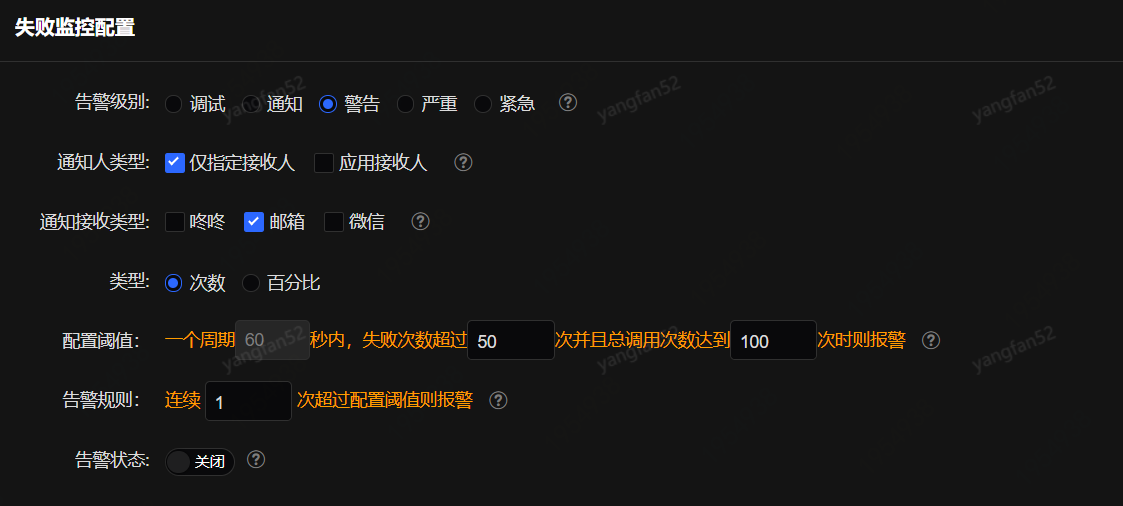 失败监控配置
告警级别: 调试 通知 警告 严重 紧急 ?
通知人类型: 仅指定接收人 应用接收人 ?
通知接收类型: 咚咚 邮箱 微信 ?
类型: 次数 百分比
配置阈值: 一个周期 60 秒内，失败次数超过 50 次并且总调用次数达到 100 次时则报警 ?
告警规则: 连续 1 次超过配置阈值则报警 ?
告警状态: 关闭 ?
yangfan52 yangfan52 yangfan52
yangfan52 yangfan52 yangfan52